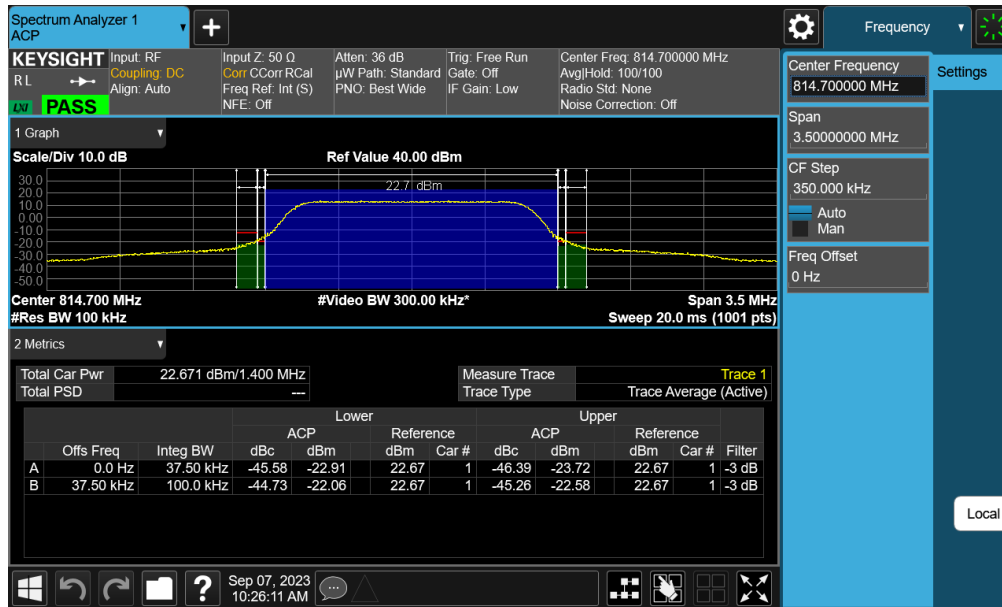 Spectrum Analyzer 1
ACP
Frequency
KEYSIGHT Input: RF Input Z: 50 Ω Atten: 36 dB Trig: Free Run Center Freq: 814.700000 MHz
R L Coupling: DC Corr CCorr RCal µW Path: Standard Gate: Off Avg|Hold: 100/100
Align: Auto Freq Ref: Int (S) PNO: Best Wide IF Gain: Low Radio Std: None
LXI PASS NFE: Off Noise Correction: Off
1 Graph
Scale/Div 10.0 dB Ref Value 40.00 dBm
22.7 dBm
30.0
20.0
10.0
0.00
-10.0
-20.0
-30.0
-40.0
-50.0
Center 814.700 MHz #Video BW 300.00 kHz* Span 3.5 MHz
#Res BW 100 kHz Sweep 20.0 ms (1001 pts)
2 Metrics
Total Car Pwr 22.671 dBm/1.400 MHz Measure Trace Trace 1
Total PSD --- Trace Type Trace Average (Active)
Lower Upper
ACP Reference ACP Reference
Offs Freq Integ BW dBc dBm dBm Car # dBc dBm dBm Car # Filter
A 0.0 Hz 37.50 kHz -45.58 -22.91 22.67 1 -46.39 -23.72 22.67 1 -3 dB
B 37.50 kHz 100.0 kHz -44.73 -22.06 22.67 1 -45.26 -22.58 22.67 1 -3 dB
Center Frequency
814.700000 MHz
Settings
Span
3.50000000 MHz
CF Step
350.000 kHz
Auto
Man
Freq Offset
0 Hz
Local
? Sep 07, 2023
10:26:11 AM